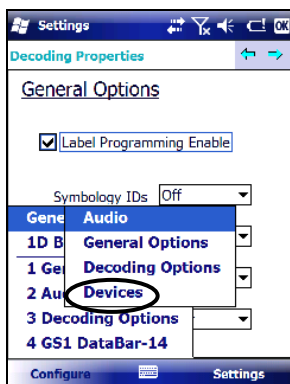 Settings
OK
Decoding Properties
General Options
Label Programming Enable
Symbology IDs Off
Gene
Audio
1D B
General Options
1 Ge
Decoding Options
2 Au
Devices
3 Decoding Options
4 GS1 DataBar-14
Configure
Settings